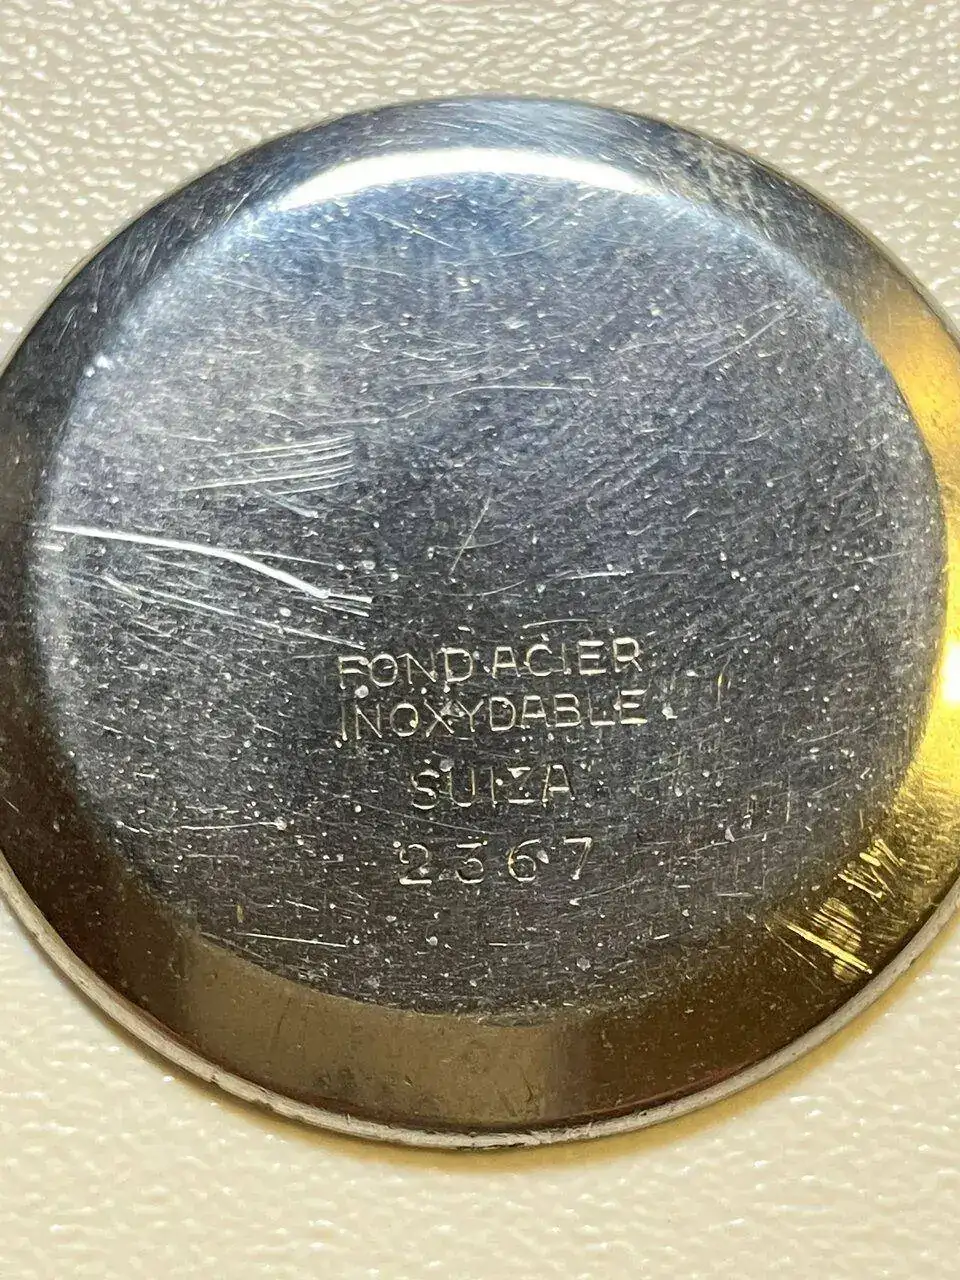 FOND ACIER
INOXYDABLE
SUIZA
2367